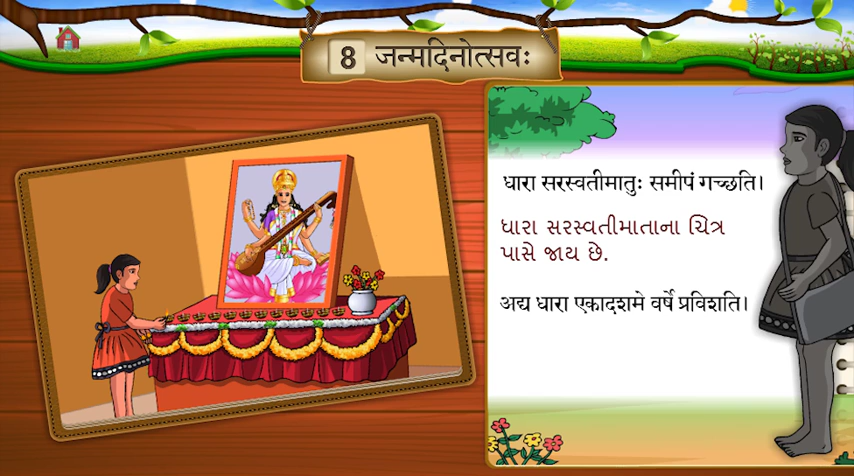 8 जन्मदिनोत्सवः
धारा सरस्वतीमातुः समीपं गच्छति।
ધારા સરસ્વતીમાતાના ચિત્ર
પાસે જાય છે.
अद्य धारा एकादशमे वर्षे प्रविशति।